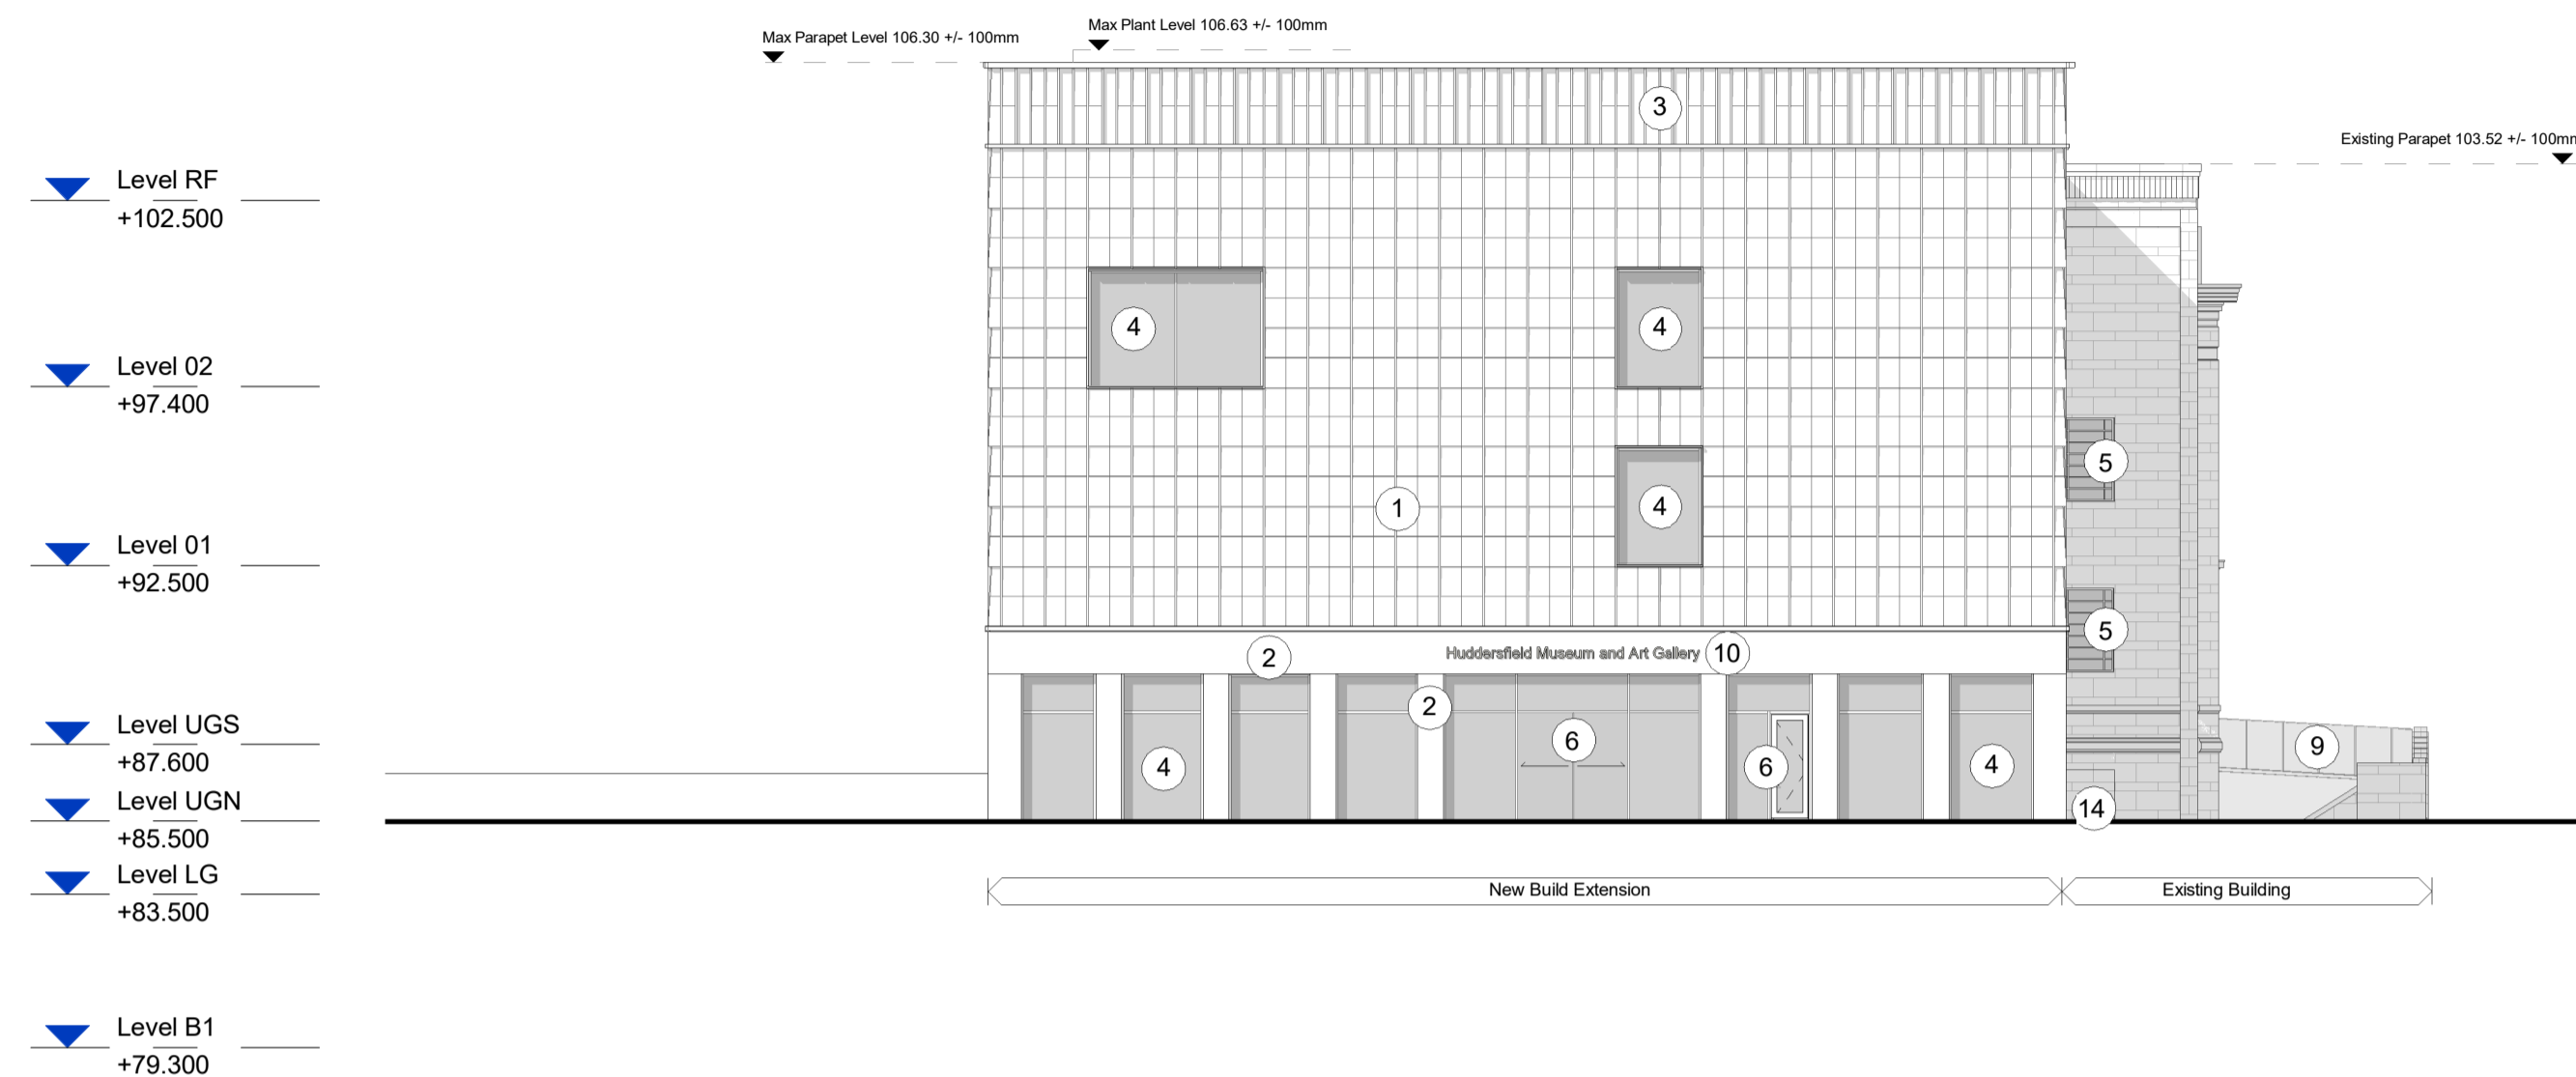 Max Plant Level 106.63 +/- 100mm
Max Parapet Level 106.30 +/- 100mm
3
Existing Parapet 103.52 +/- 100mm
Level RF
+102.500
4
4
Level 02
+97.400
5
4
1
Level 01
+92.500
5
Huddersfield Museum and Art Gallery
10
2
2
Level UGS
+87.600
6
9
4
6
4
Level UGN
+85.500
14
Level LG
+83.500
New Build Extension
Existing Building
Level B1
+79.300